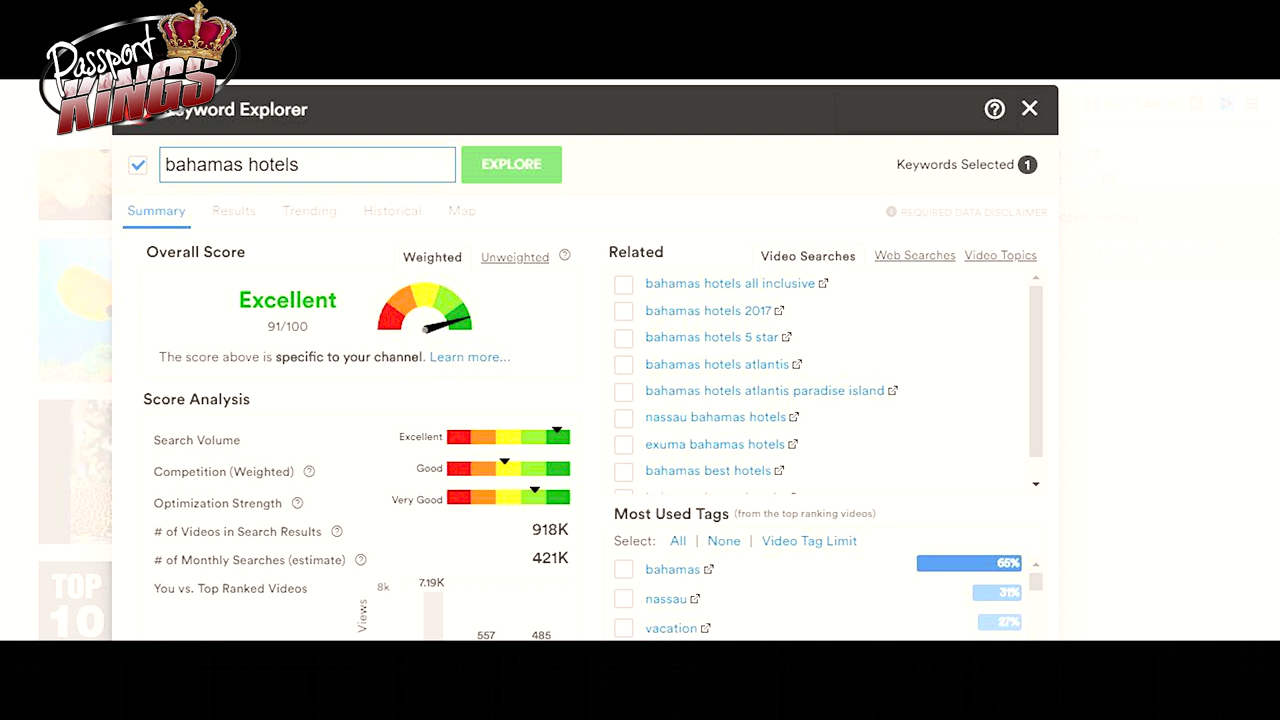 Passport
KINGS
Keyword Explorer
bahamas hotels
EXPLORE
Keywords Selected 1
Summary
Results
Trending
Historical
Map
REQUIRED DATA DISCLAIMER
Overall Score
Weighted
Unweighted
Excellent
91/100
The score above is specific to your channel. Learn more...
Score Analysis
Search Volume
Excellent
Competition (Weighted)
Good
Optimization Strength
Very Good
# of Videos in Search Results
918K
# of Monthly Searches (estimate)
421K
You vs. Top Ranked Videos
Views
8k
7.19K
557
485
Related
Video Searches
Web Searches
Video Topics
bahamas hotels all inclusive
bahamas hotels 2017
bahamas hotels 5 star
bahamas hotels atlantis
bahamas hotels atlantis paradise island
nassau bahamas hotels
exuma bahamas hotels
bahamas best hotels
Most Used Tags (from the top ranking videos)
Select: All | None | Video Tag Limit
bahamas
nassau
31%
vacation
27%
TOP
10